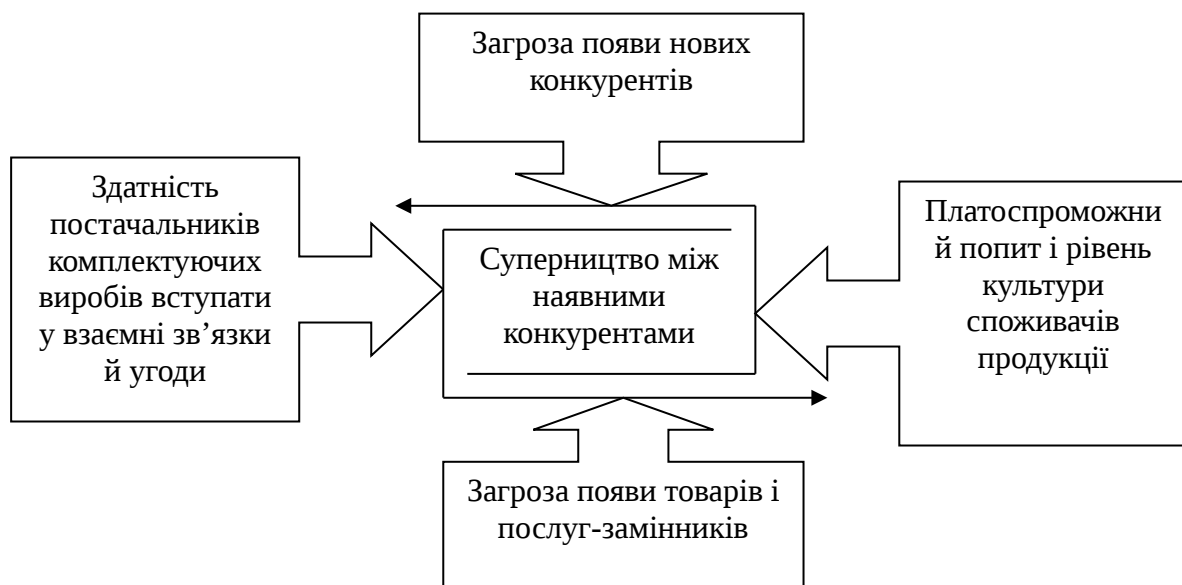 Загроза появи нових
конкурентів
Здатність
постачальників
комплектуючих
виробів вступати
у взаємні зв’язки
й угоди
Суперництво між
наявними
конкурентами
Платоспроможни
й попит і рівень
культури
споживачів
продукції
Загроза появи товарів і
послуг-замінників